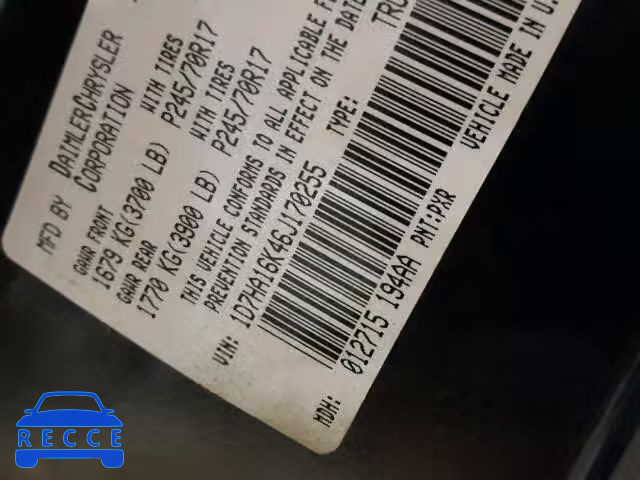 MFD BY DAIMLERCHRYSLER
CORPORATION
GAWR FRONT WITH TIRES
1679 KG(3700 LB) P245/70R17
GAWR REAR WITH TIRES
1770 KG(3900 LB) P245/70R17
THIS VEHICLE CONFORMS TO ALL APPLICABLE
PREVENTION STANDARDS IN EFFECT ON THE DATE
VIN: 1D7HA16K46J170255 TYPE: TRUC
MDH: 012715 194AA PNT:PXR VEHICLE MADE IN U.
RECCE